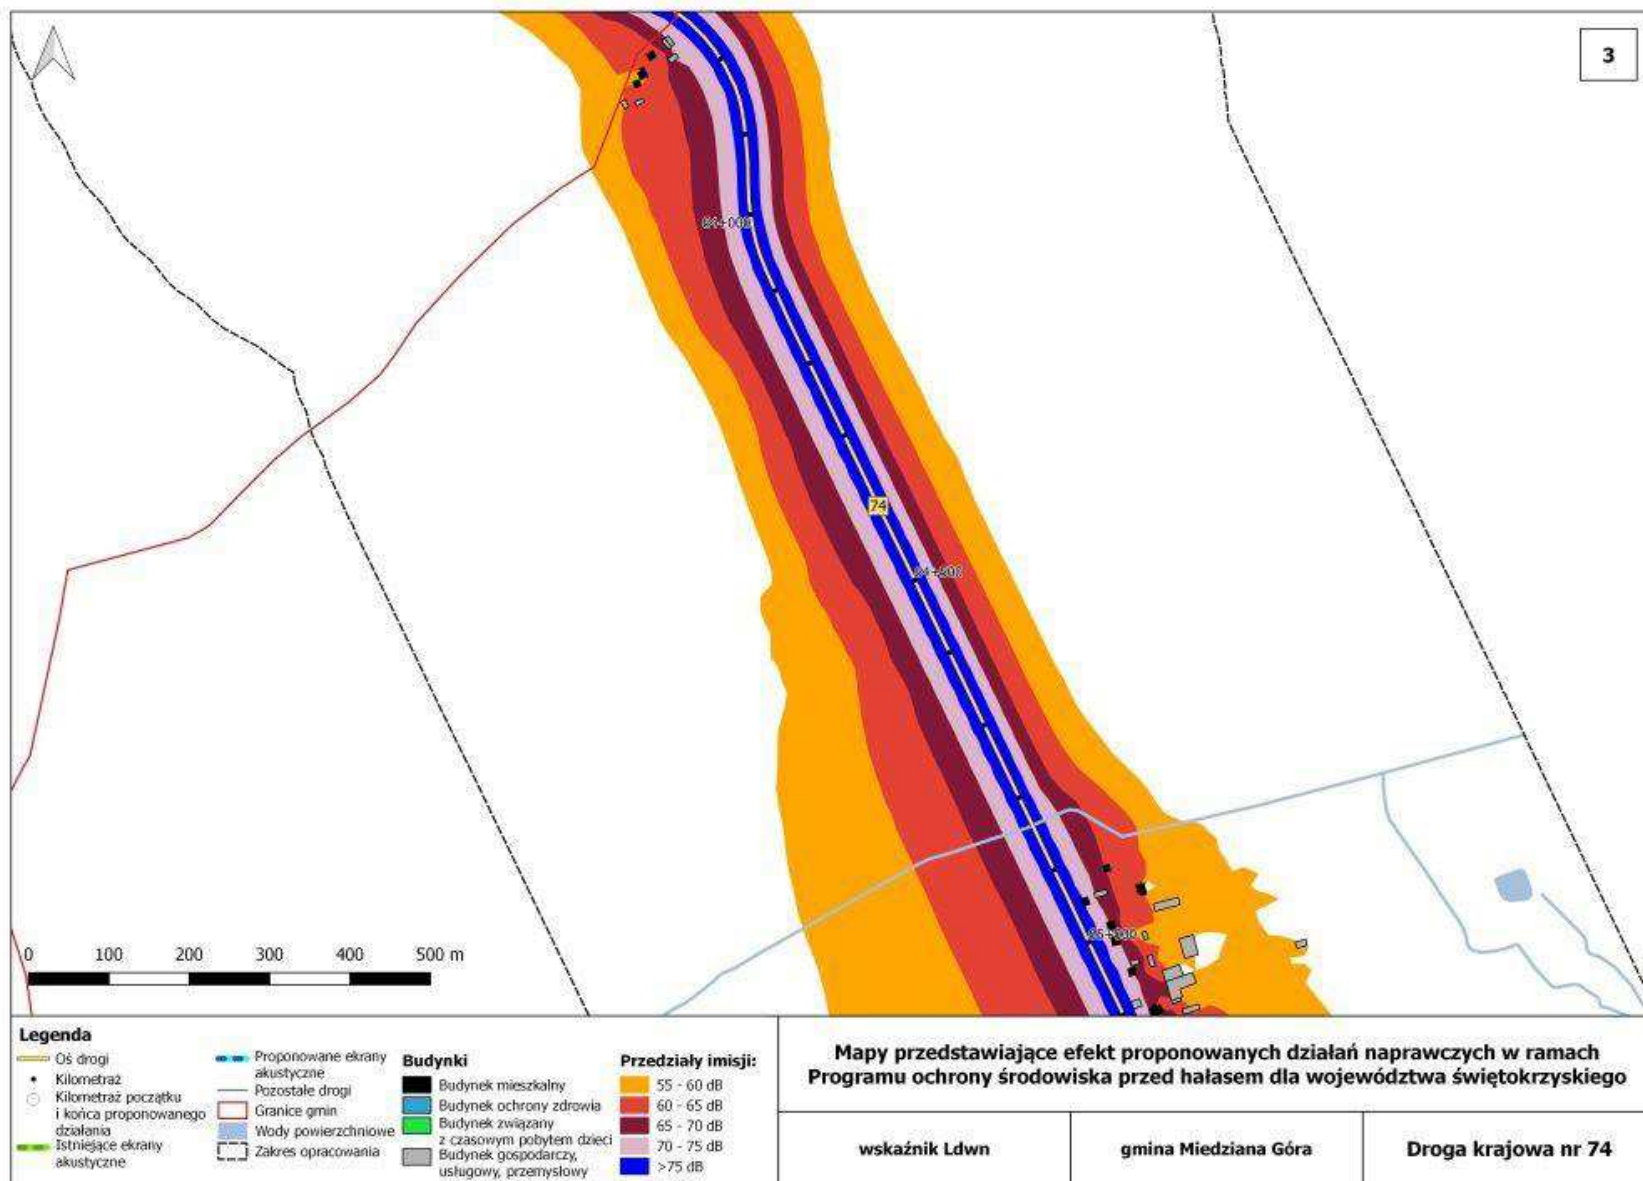 3
64+000
74
64+500
0 100 200 300 400 500 m
Legenda
Oś drogi
Kilometraż
Kilometraż początku
i końca proponowanego
działania
Istniejące ekrany
akustyczne
Proponowane ekrany
akustyczne
Pozostałe drogi
Granice gmin
Wody powierzchniowe
Zakres opracowania
Budynki
Budynek mieszkalny
Budynek ochrony zdrowia
Budynek związany
z czasowym pobytem dzieci
Budynek gospodarczy,
usługowy, przemysłowy
Przedziały imisji:
55 - 60 dB
60 - 65 dB
65 - 70 dB
70 - 75 dB
>75 dB
Mapy przedstawiające efekt proponowanych działań naprawczych w ramach
Programu ochrony środowiska przed hałasem dla województwa świętokrzyskiego
wskaźnik Ldwn
gmina Miedziana Góra
Droga krajowa nr 74